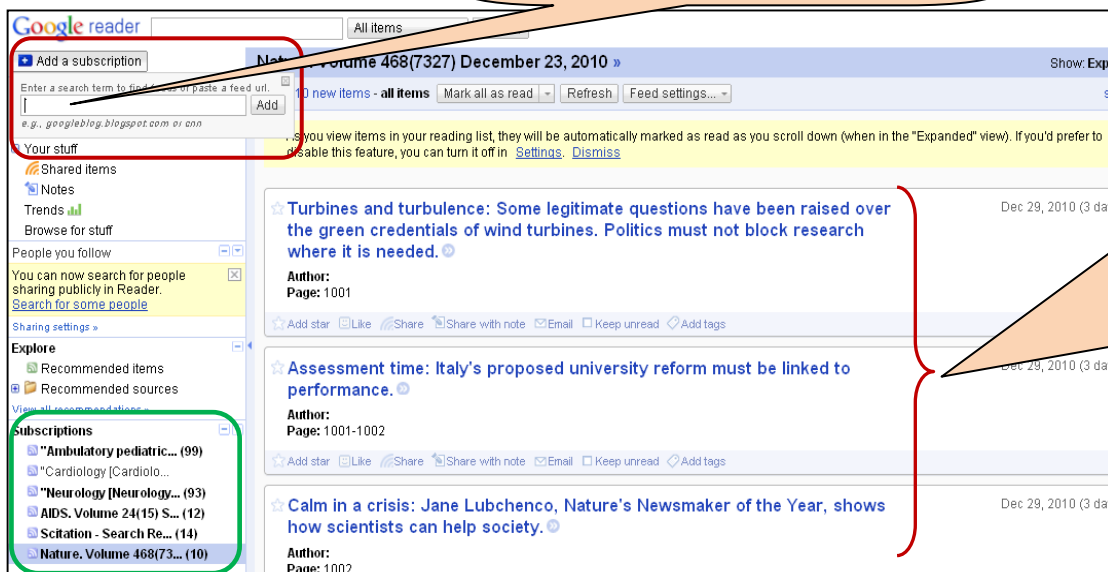 Google reader
All items
Add a subscription
Enter a search term to find feeds or paste a feed url.
Add
e.g., googleblog.blogspot.com or cnn
Your stuff
Shared items
Notes
Trends
Browse for stuff
People you follow
You can now search for people
sharing publicly in Reader.
Search for some people
Sharing settings »
Explore
Recommended items
Recommended sources
View all recommendations »
Subscriptions
"Ambulatory pediatric... (99)
"Cardiology [Cardiolo...
"Neurology [Neurology... (93)
AIDS. Volume 24(15) S... (12)
Scitation - Search Re... (14)
Nature. Volume 468(73... (10)
Nature. Volume 468(7327) December 23, 2010 »
Show: Exp
10 new items - all items Mark all as read Refresh Feed settings...
As you view items in your reading list, they will be automatically marked as read as you scroll down (when in the "Expanded" view). If you'd prefer to
disable this feature, you can turn it off in Settings. Dismiss
Turbines and turbulence: Some legitimate questions have been raised over
the green credentials of wind turbines. Politics must not block research
where it is needed.
Dec 29, 2010 (3 da
Author:
Page: 1001
Add star Like Share Share with note Email Keep unread Add tags
Assessment time: Italy's proposed university reform must be linked to
performance.
Dec 29, 2010 (3 da
Author:
Page: 1001-1002
Add star Like Share Share with note Email Keep unread Add tags
Calm in a crisis: Jane Lubchenco, Nature's Newsmaker of the Year, shows
how scientists can help society.
Dec 29, 2010 (3 da
Author:
Page: 1002